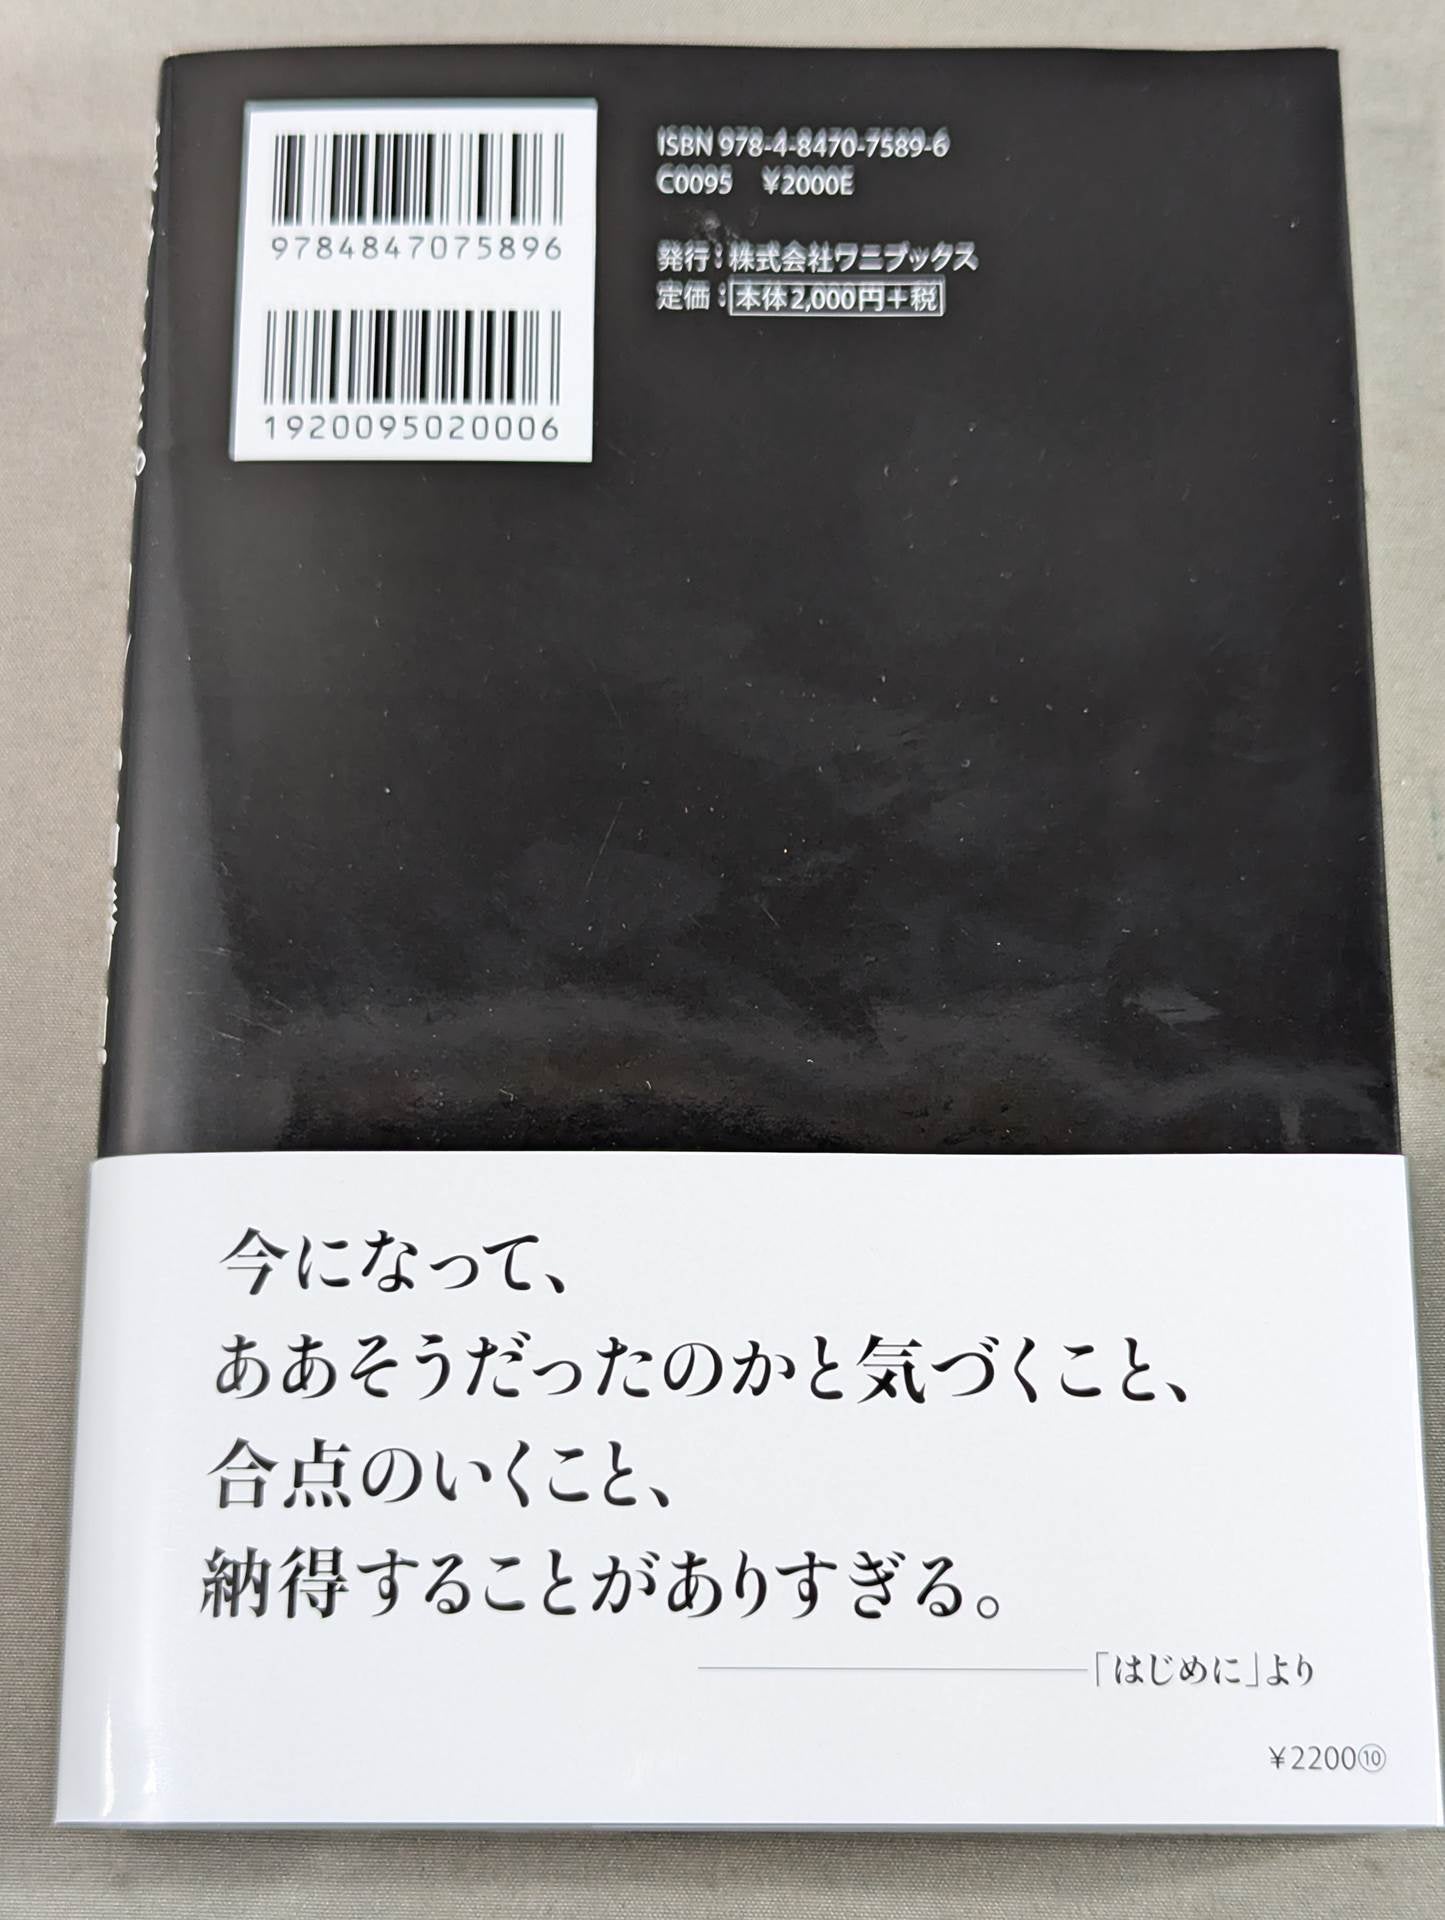 9784847075896
1920095020006
ISBN 978-4-8470-7589-6
C0095 ¥2000E
発行：株式会社ワニブックス
定価：本体2,000円＋税
今になって、
ああそうだったのかと気づくこと、
合点のいくこと、
納得することがありすぎる。
「はじめに」より
¥2200⑩